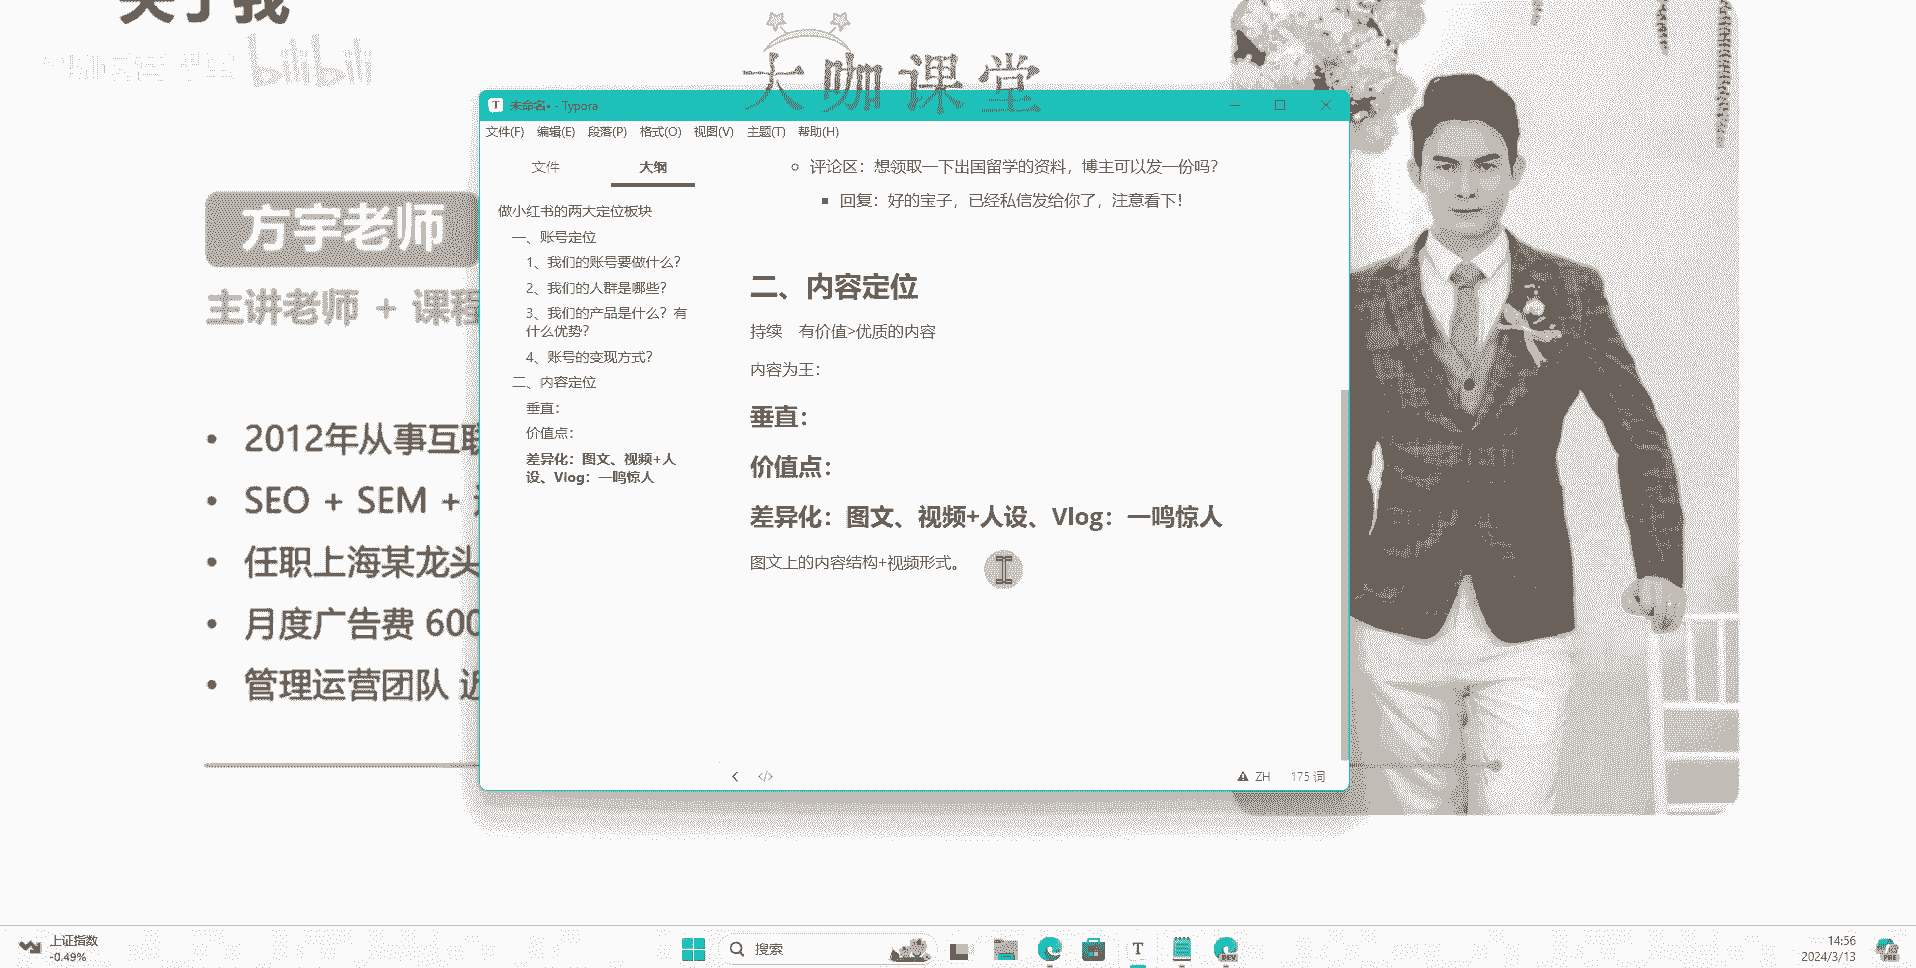 关于我
bilibili
大咖课堂
方宇老师
主讲老师 + 课程
2012年从事互联
SEO + SEM +
任职上海某龙头
月度广告费 600
管理运营团队 近
未命名• - Typora
文件(F) 编辑(E) 段落(P) 格式(O) 视图(V) 主题(T) 帮助(H)
文件 大纲
做小红书的两大定位板块
一、账号定位
1、我们的账号要做什么？
2、我们的人群是哪些？
3、我们的产品是什么？有
什么优势？
4、账号的变现方式？
二、内容定位
垂直：
价值点：
差异化：图文、视频+人
设、Vlog：一鸣惊人
评论区：想领取一下出国留学的资料，博主可以发一份吗？
回复：好的宝子，已经私信发给你了，注意看下！
二、内容定位
持续 有价值>优质的内容
内容为王：
垂直：
价值点：
差异化：图文、视频+人设、Vlog：一鸣惊人
图文上的内容结构+视频形式。
ZH 175 词
上证指数
-0.49%
搜索
DEV
14:56
2024/3/13
PRE